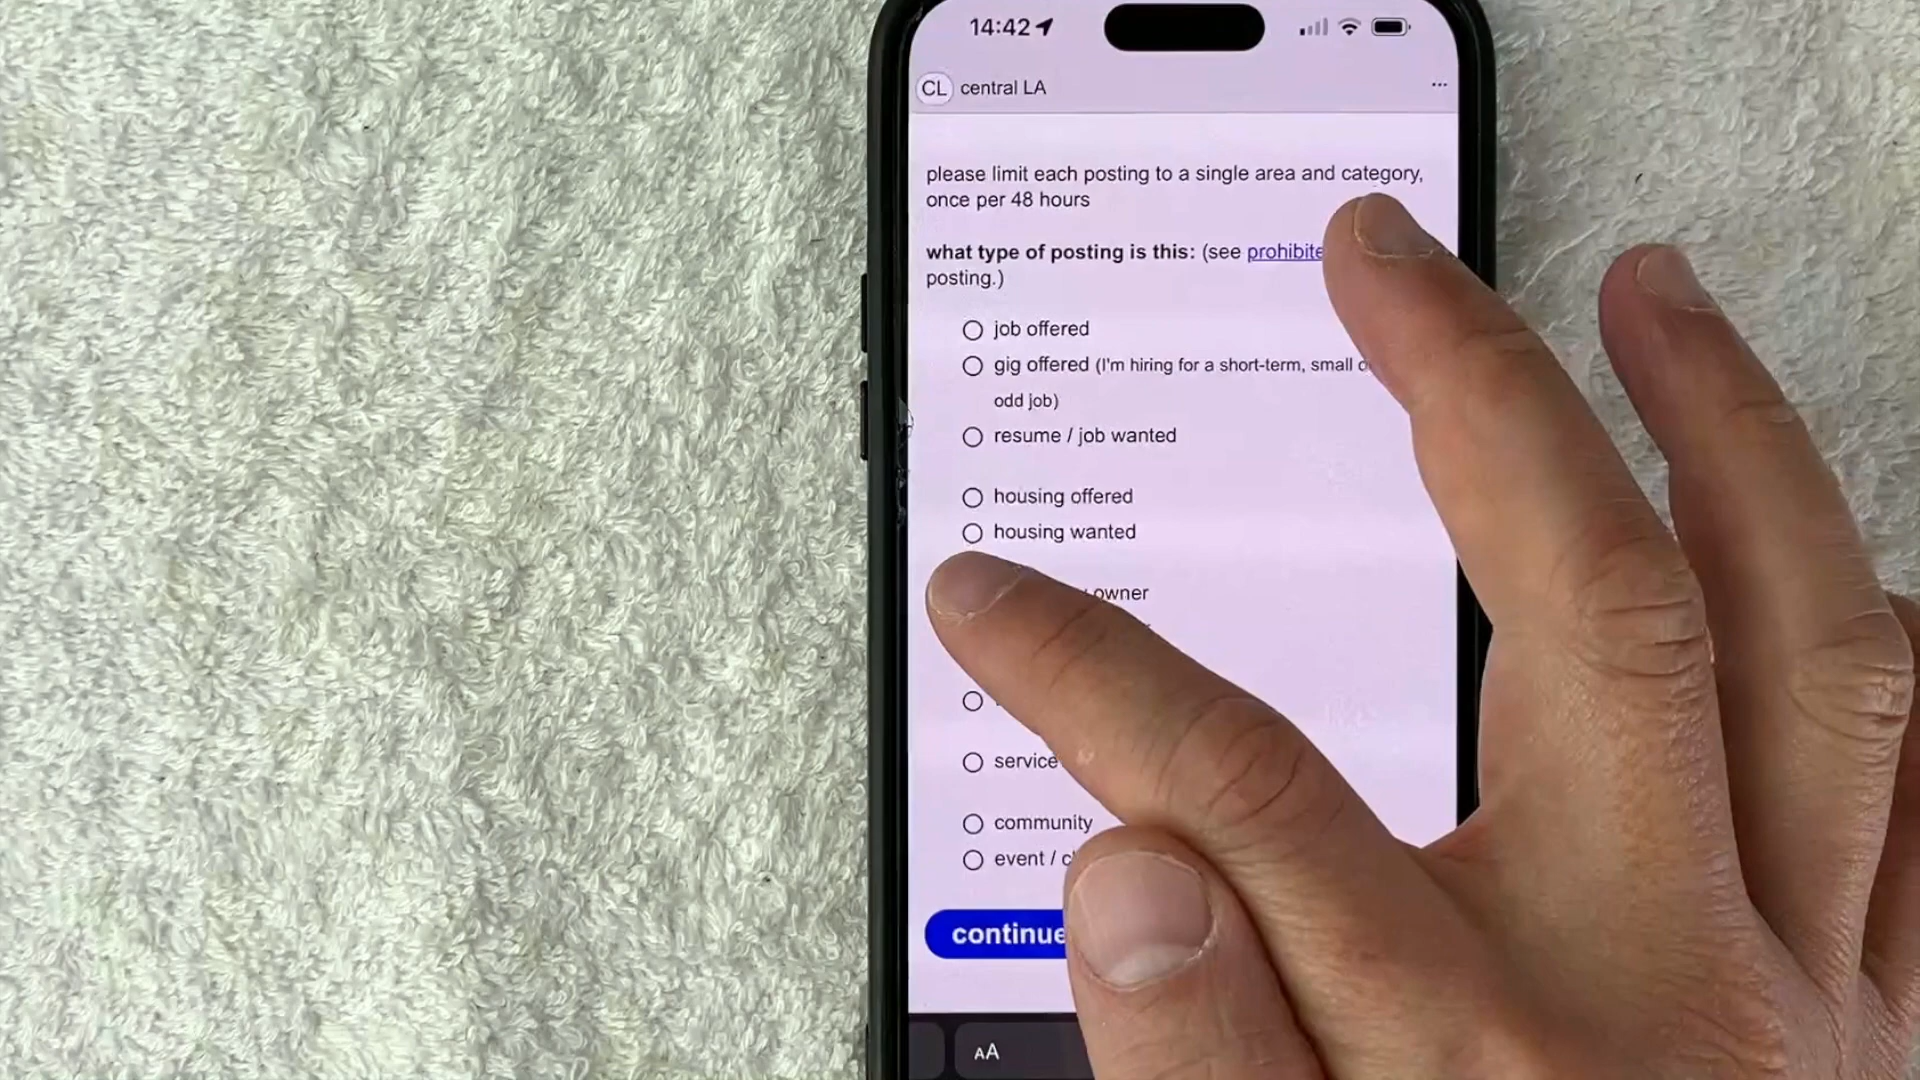 14:42
CL central LA
please limit each posting to a single area and category,
once per 48 hours
what type of posting is this: (see prohibite
posting.)
job offered
gig offered (I'm hiring for a short-term, small o
odd job)
resume / job wanted
housing offered
housing wanted
owner
service
community
event / cl
continue
AA